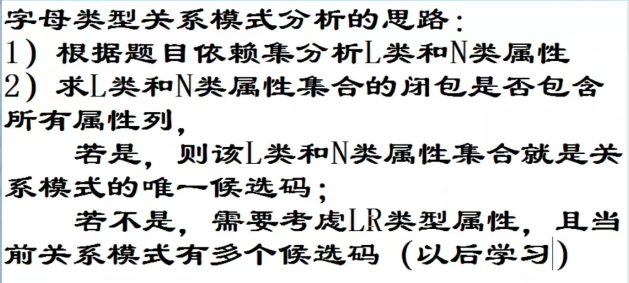 字母类型关系模式分析的思路：
1）根据题目依赖集分析L类和N类属性
2）求L类和N类属性集合的闭包是否包含
所有属性列，
若是，则该L类和N类属性集合就是关
系模式的唯一候选码；
若不是，需要考虑LR类型属性，且当
前关系模式有多个候选码（以后学习）